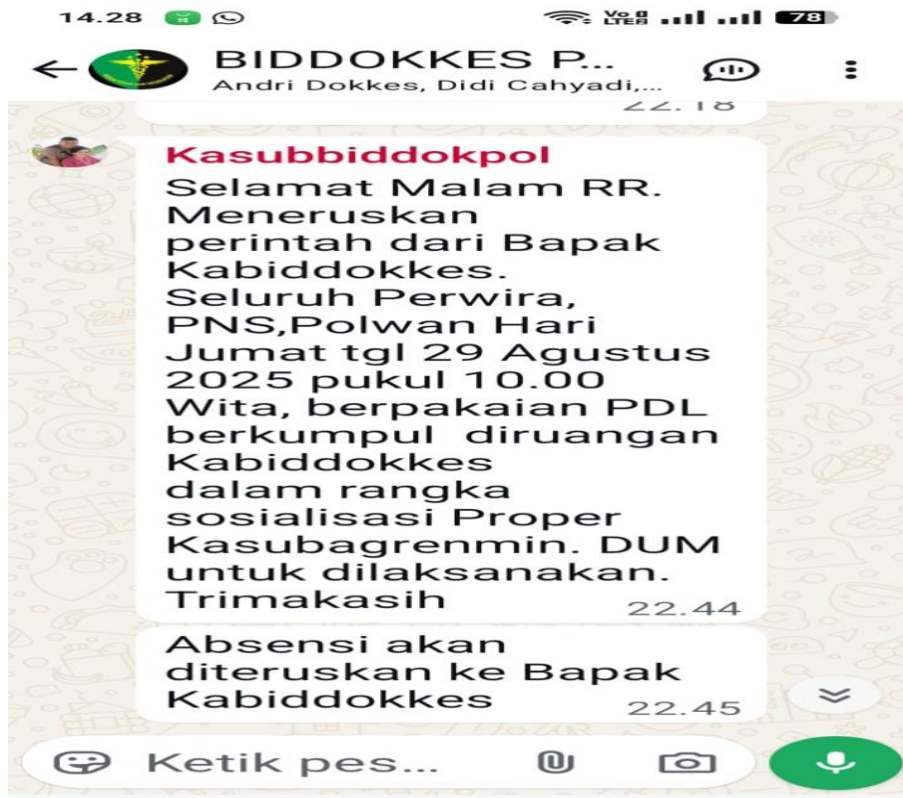 14.28
Vo LTE 78
BIDDOKKES P...
Andri Dokkes, Didi Cahyadi,...
22.18
Kasubbiddokpol
Selamat Malam RR.
Meneruskan
perintah dari Bapak
Kabiddokkes.
Seluruh Perwira,
PNS,Polwan Hari
Jumat tgl 29 Agustus
2025 pukul 10.00
Wita, berpakaian PDL
berkumpul diruangan
Kabiddokkes
dalam rangka
sosialisasi Proper
Kasubagrenmin. DUM
untuk dilaksanakan.
Trimakasih
22.44
Absensi akan
diteruskan ke Bapak
Kabiddokkes
22.45
Ketik pes...